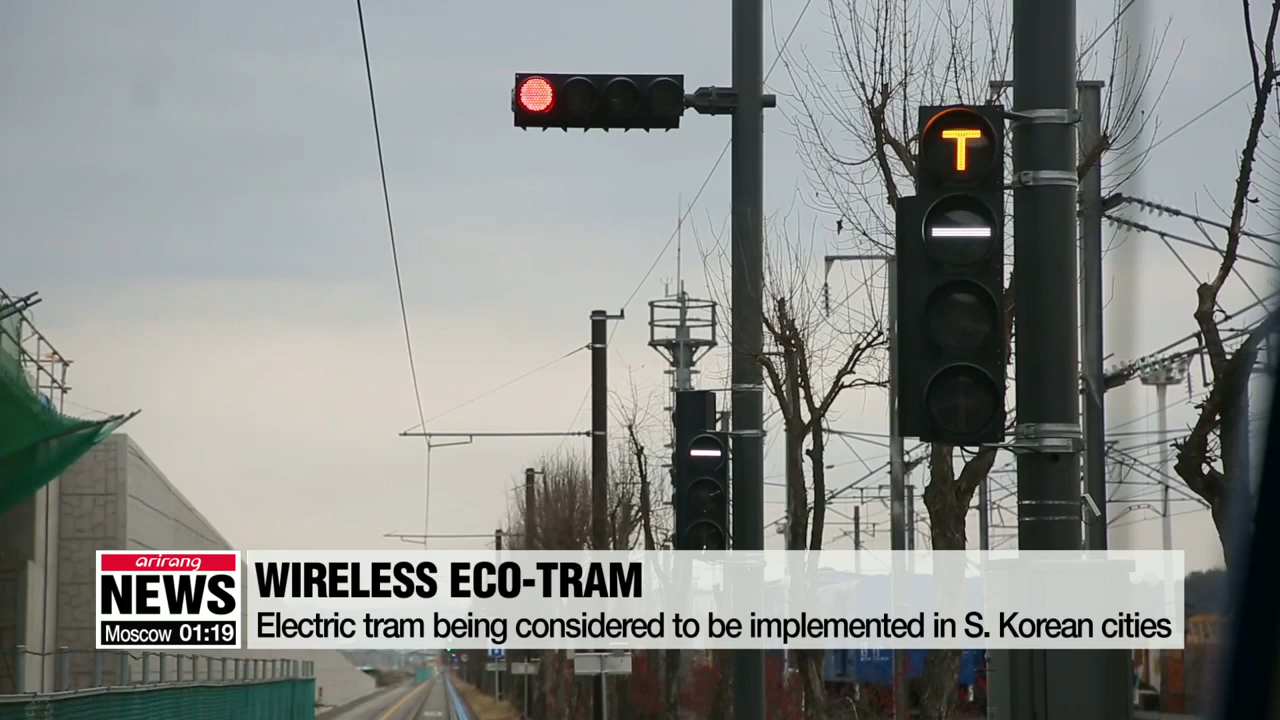 T
arirang
NEWS
Moscow 01:19
WIRELESS ECO-TRAM
Electric tram being considered to be implemented in S. Korean cities